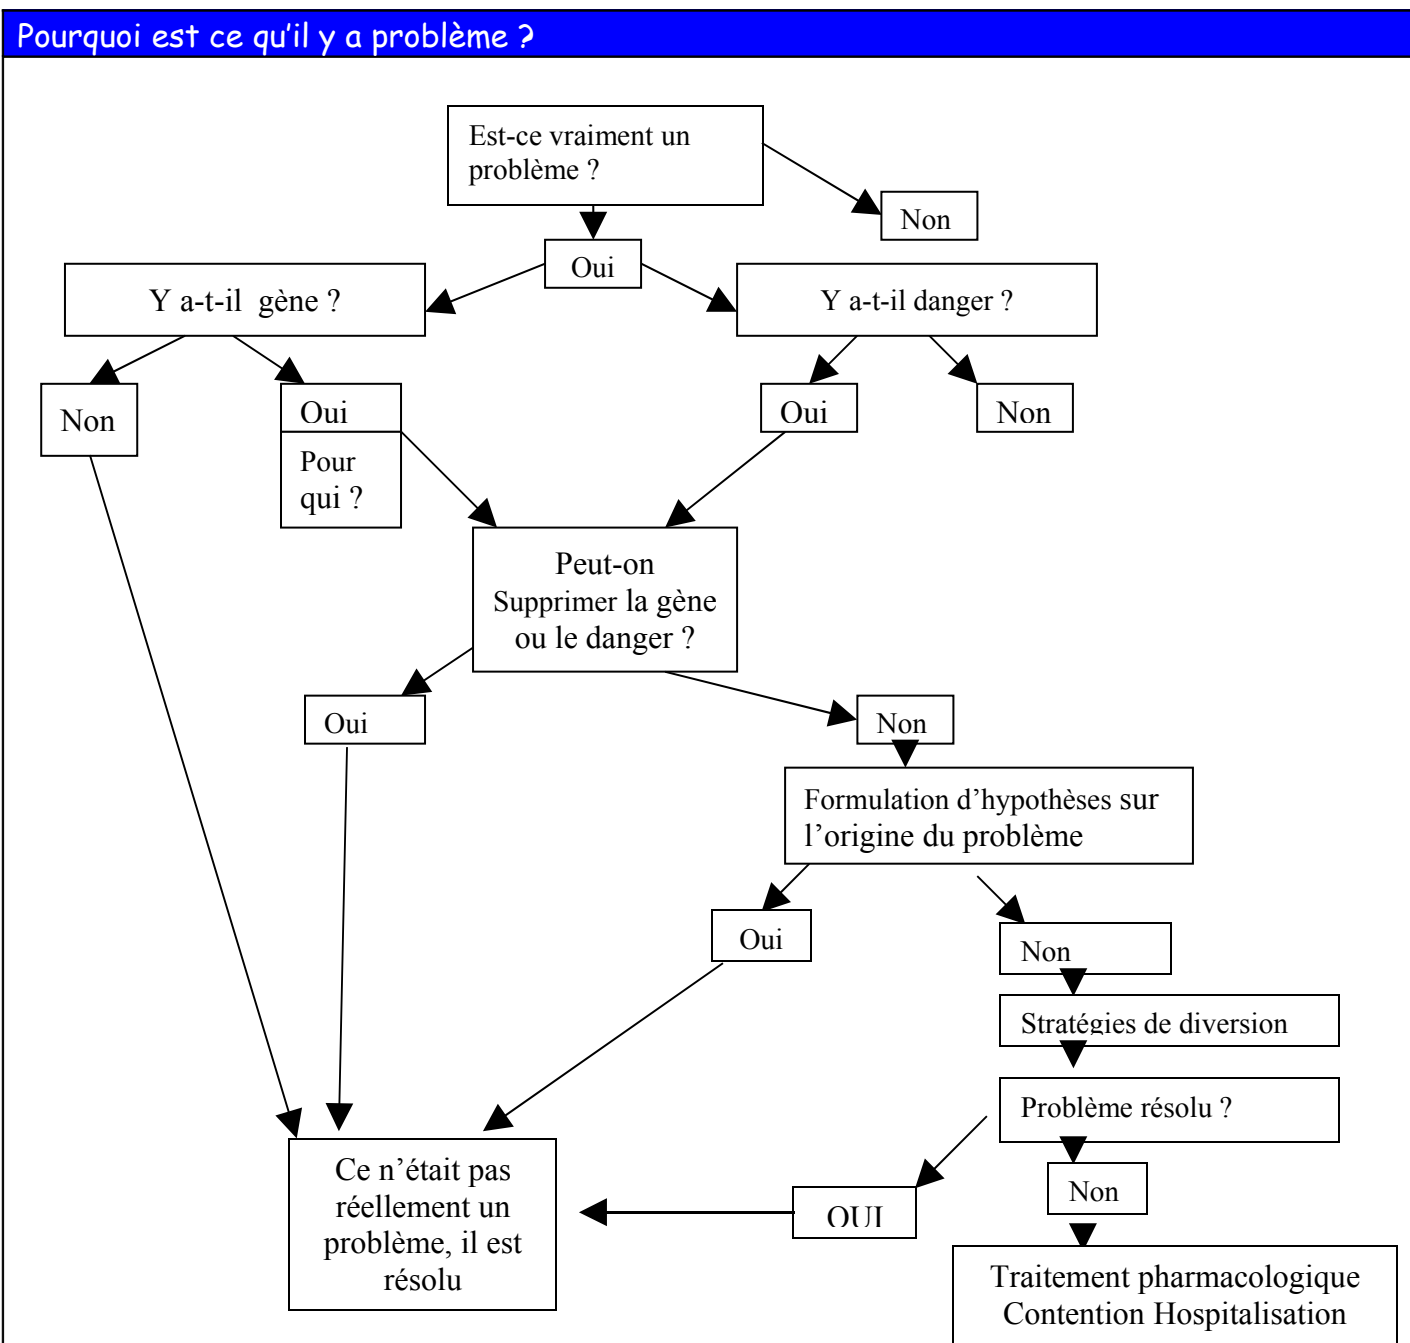 Pourquoi est ce qu'il y a problème ?
Est-ce vraiment un
problème ?
Non
Oui
Y a-t-il gène ?
Y a-t-il danger ?
Non
Oui
Pour
qui ?
Oui
Non
Peut-on
Supprimer la gène
ou le danger ?
Oui
Non
Formulation d’hypothèses sur
l’origine du problème
Oui
Non
Stratégies de diversion
Problème résolu ?
Non
OUI
Ce n’était pas
réellement un
problème, il est
résolu
Traitement pharmacologique
Contention Hospitalisation